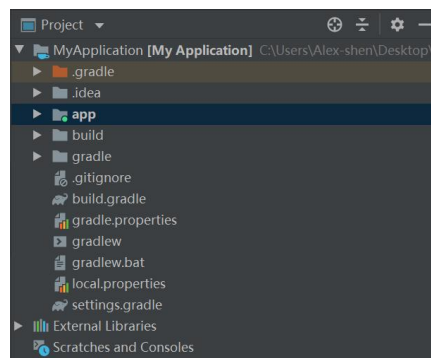 Project
MyApplication [My Application] C:\Users\Alex-shen\Desktop\
.gradle
.idea
app
build
gradle
.gitignore
build.gradle
gradle.properties
gradlew
gradlew.bat
local.properties
settings.gradle
External Libraries
Scratches and Consoles